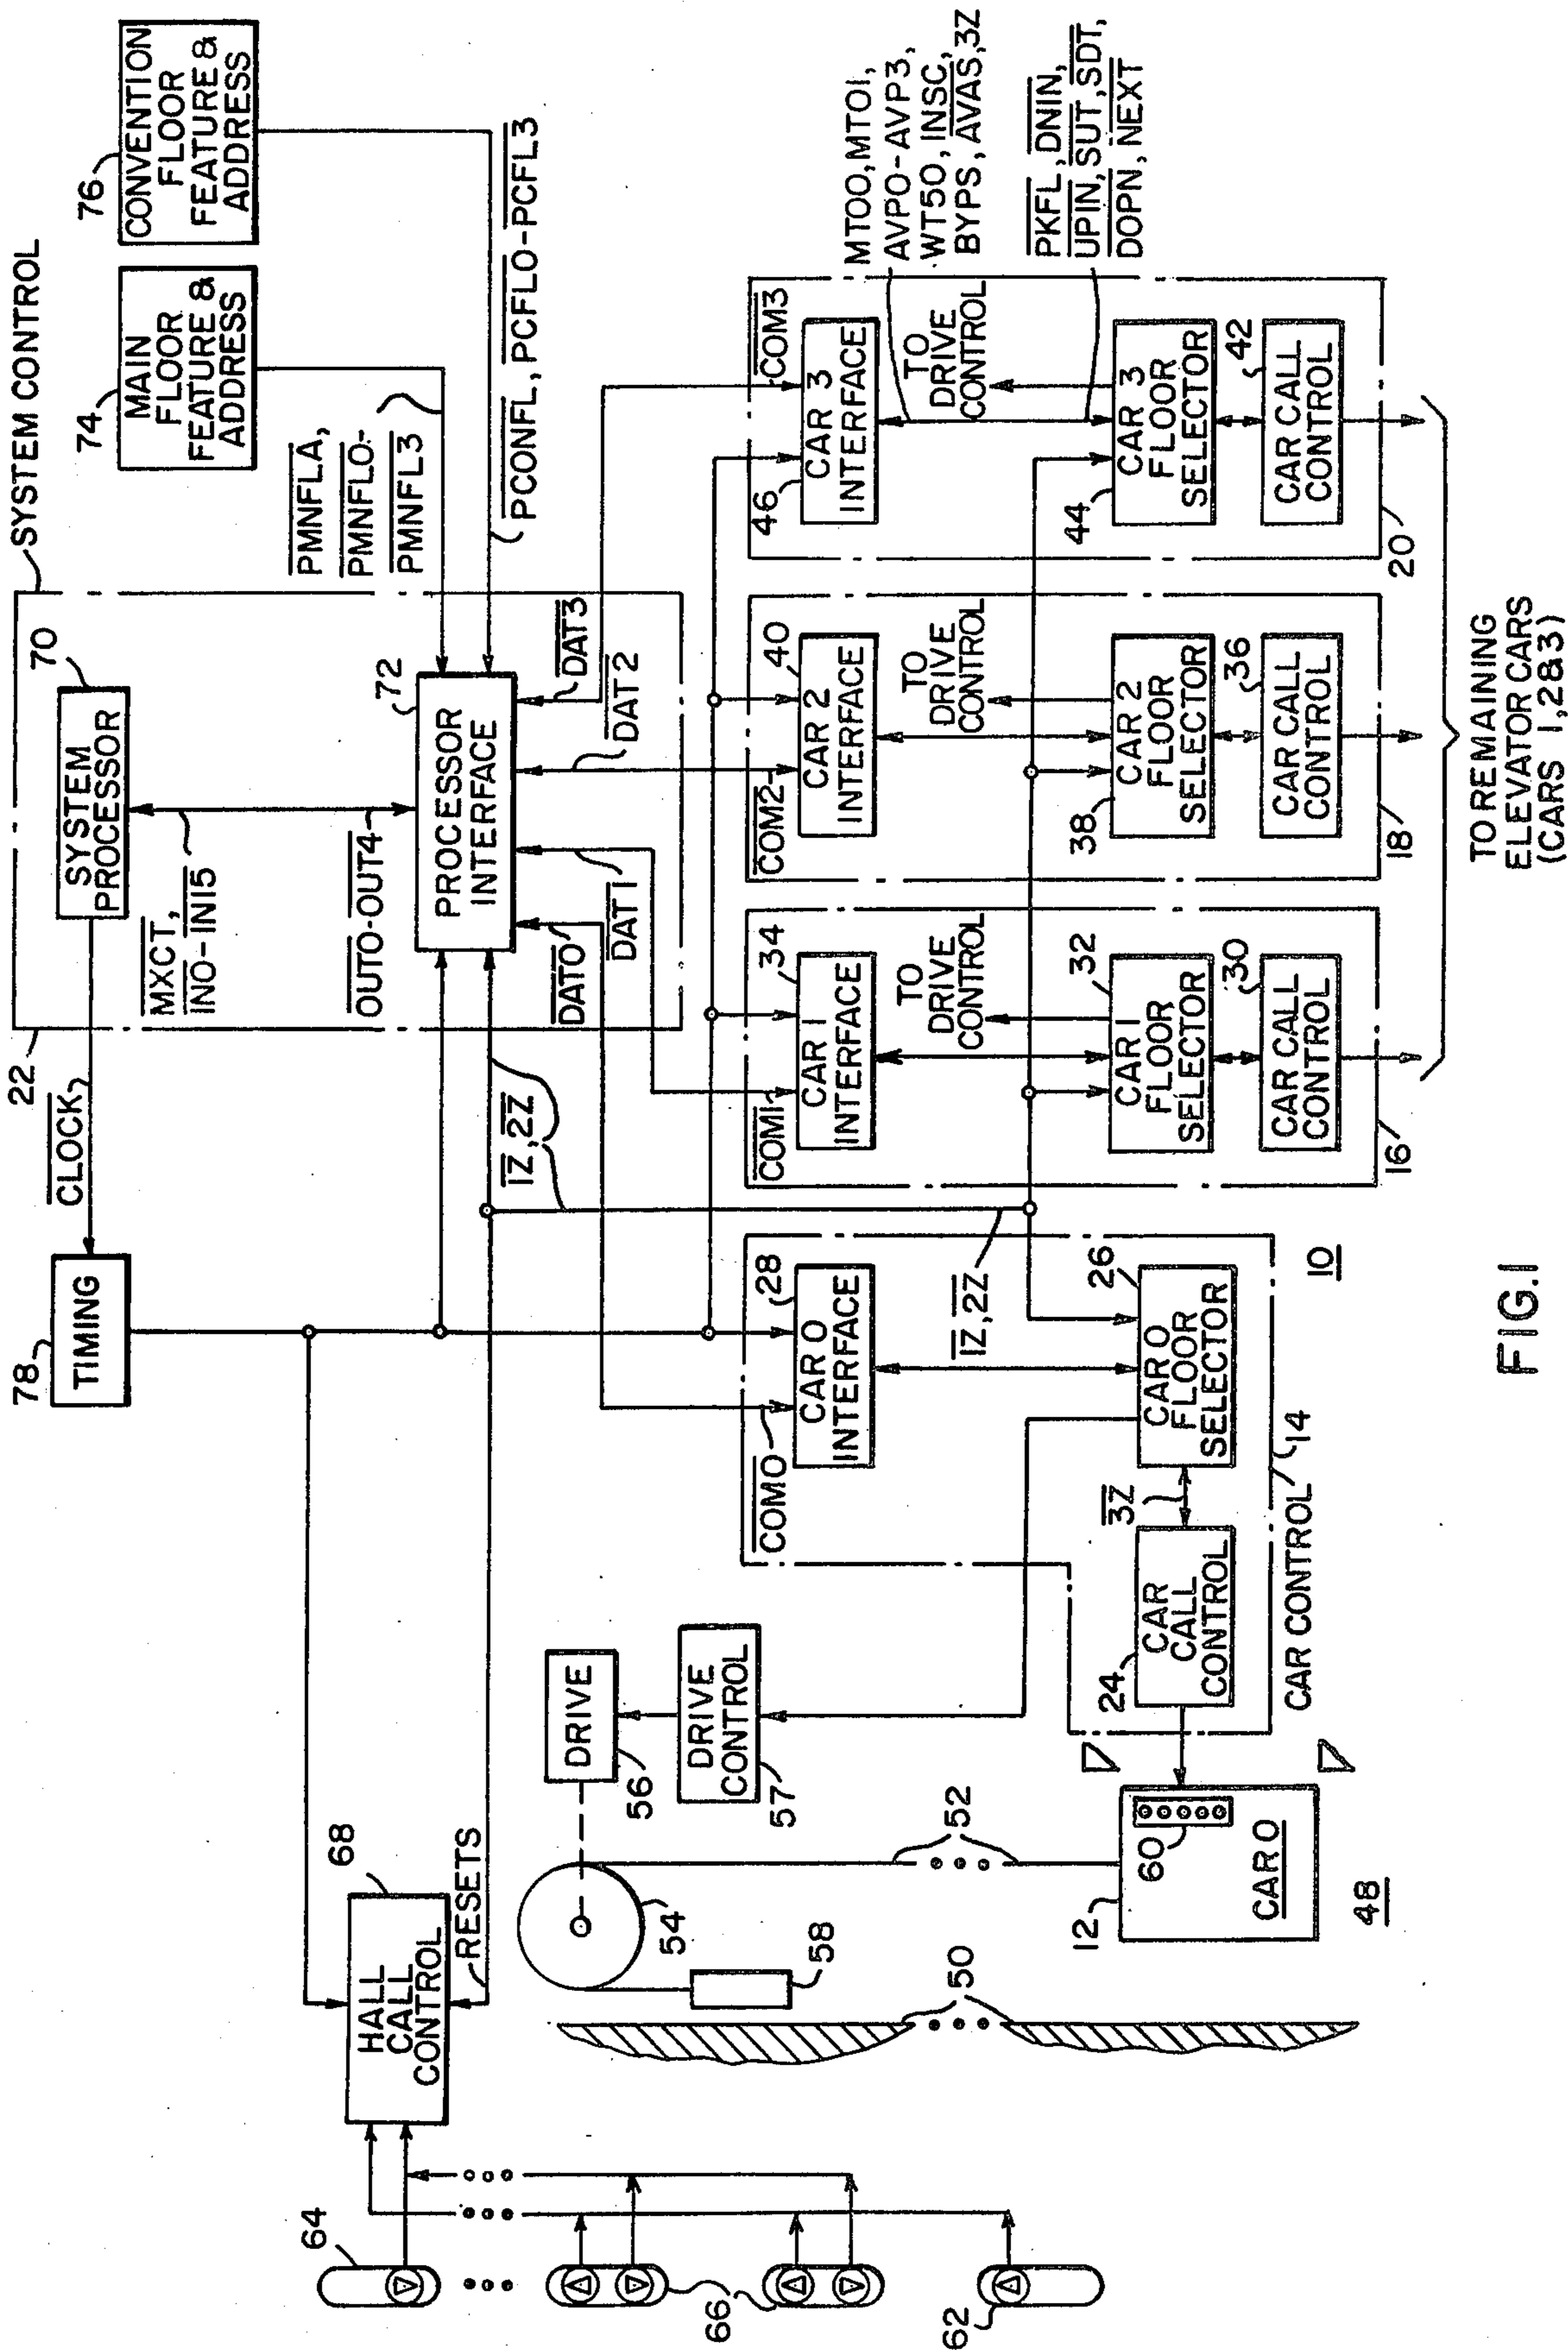 SYSTEM CONTROL
22
70
SYSTEM
PROCESSOR
CLOCK
78
TIMING
MXCT,
IN0-IN15
OUT0-OUT4
72
PROCESSOR
INTERFACE
74
MAIN
FLOOR
FEATURE &
ADDRESS
76
CONVENTION
FLOOR
FEATURE &
ADDRESS
PMNFLA,
PMNFL0-
PMNFL3
PCONFL, PCFL0-PCFL3
DAT0
DAT1
DAT2
DAT3
1Z, 2Z
68
HALL
CALL
CONTROL
RESETS
64
66
62
DRIVE
56
DRIVE
CONTROL
57
54
58
50
52
12
60
CAR 0
48
COM0
28
CAR 0
INTERFACE
1Z, 2Z
26
CAR 0
FLOOR
SELECTOR
3Z
24
CAR
CALL
CONTROL
CAR CONTROL
14
10
COM1
34
CAR 1
INTERFACE
TO
DRIVE
CONTROL
32
CAR 1
FLOOR
SELECTOR
30
CAR CALL
CONTROL
16
COM2
40
CAR 2
INTERFACE
TO
DRIVE
CONTROL
38
CAR 2
FLOOR
SELECTOR
36
CAR CALL
CONTROL
18
COM3
46
CAR 3
INTERFACE
TO
DRIVE
CONTROL
44
CAR 3
FLOOR
SELECTOR
42
CAR CALL
CONTROL
20
MT00, MT01,
AVP0-AVP3,
WT50, INSC,
BYPS, AVAS, 3Z
PKFL, DNIN,
UPIN, SUT, SDT,
DOPN, NEXT
TO REMAINING
ELEVATOR CARS
(CARS 1,2&3)
FIG.1